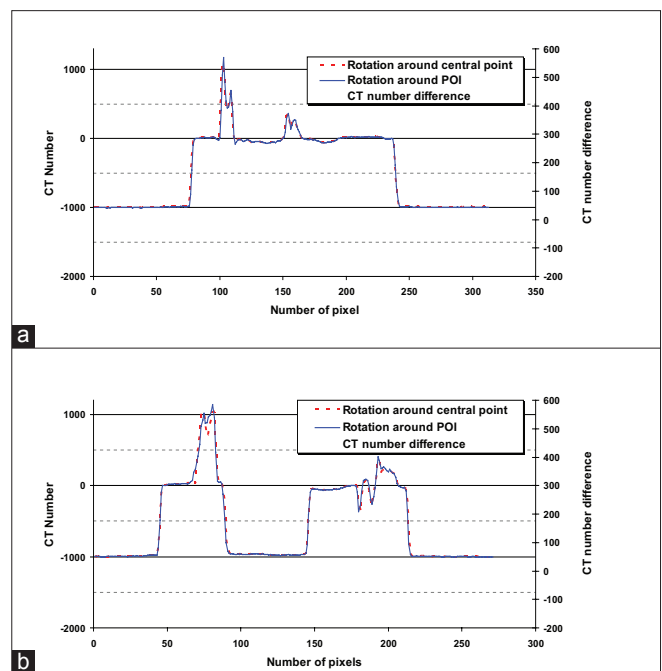 Rotation around central point
Rotation around POI
CT number difference
1000
0
-1000
-2000
CT Number
600
500
400
300
200
100
0
-100
-200
CT number difference
0 50 100 150 200 250 300 350
Number of pixel
a
Rotation around central point
Rotation around POI
CT number difference
1000
0
-1000
-2000
CT Number
600
500
400
300
200
100
0
-100
-200
CT number difference
0 50 100 150 200 250 300
Number of pixels
b